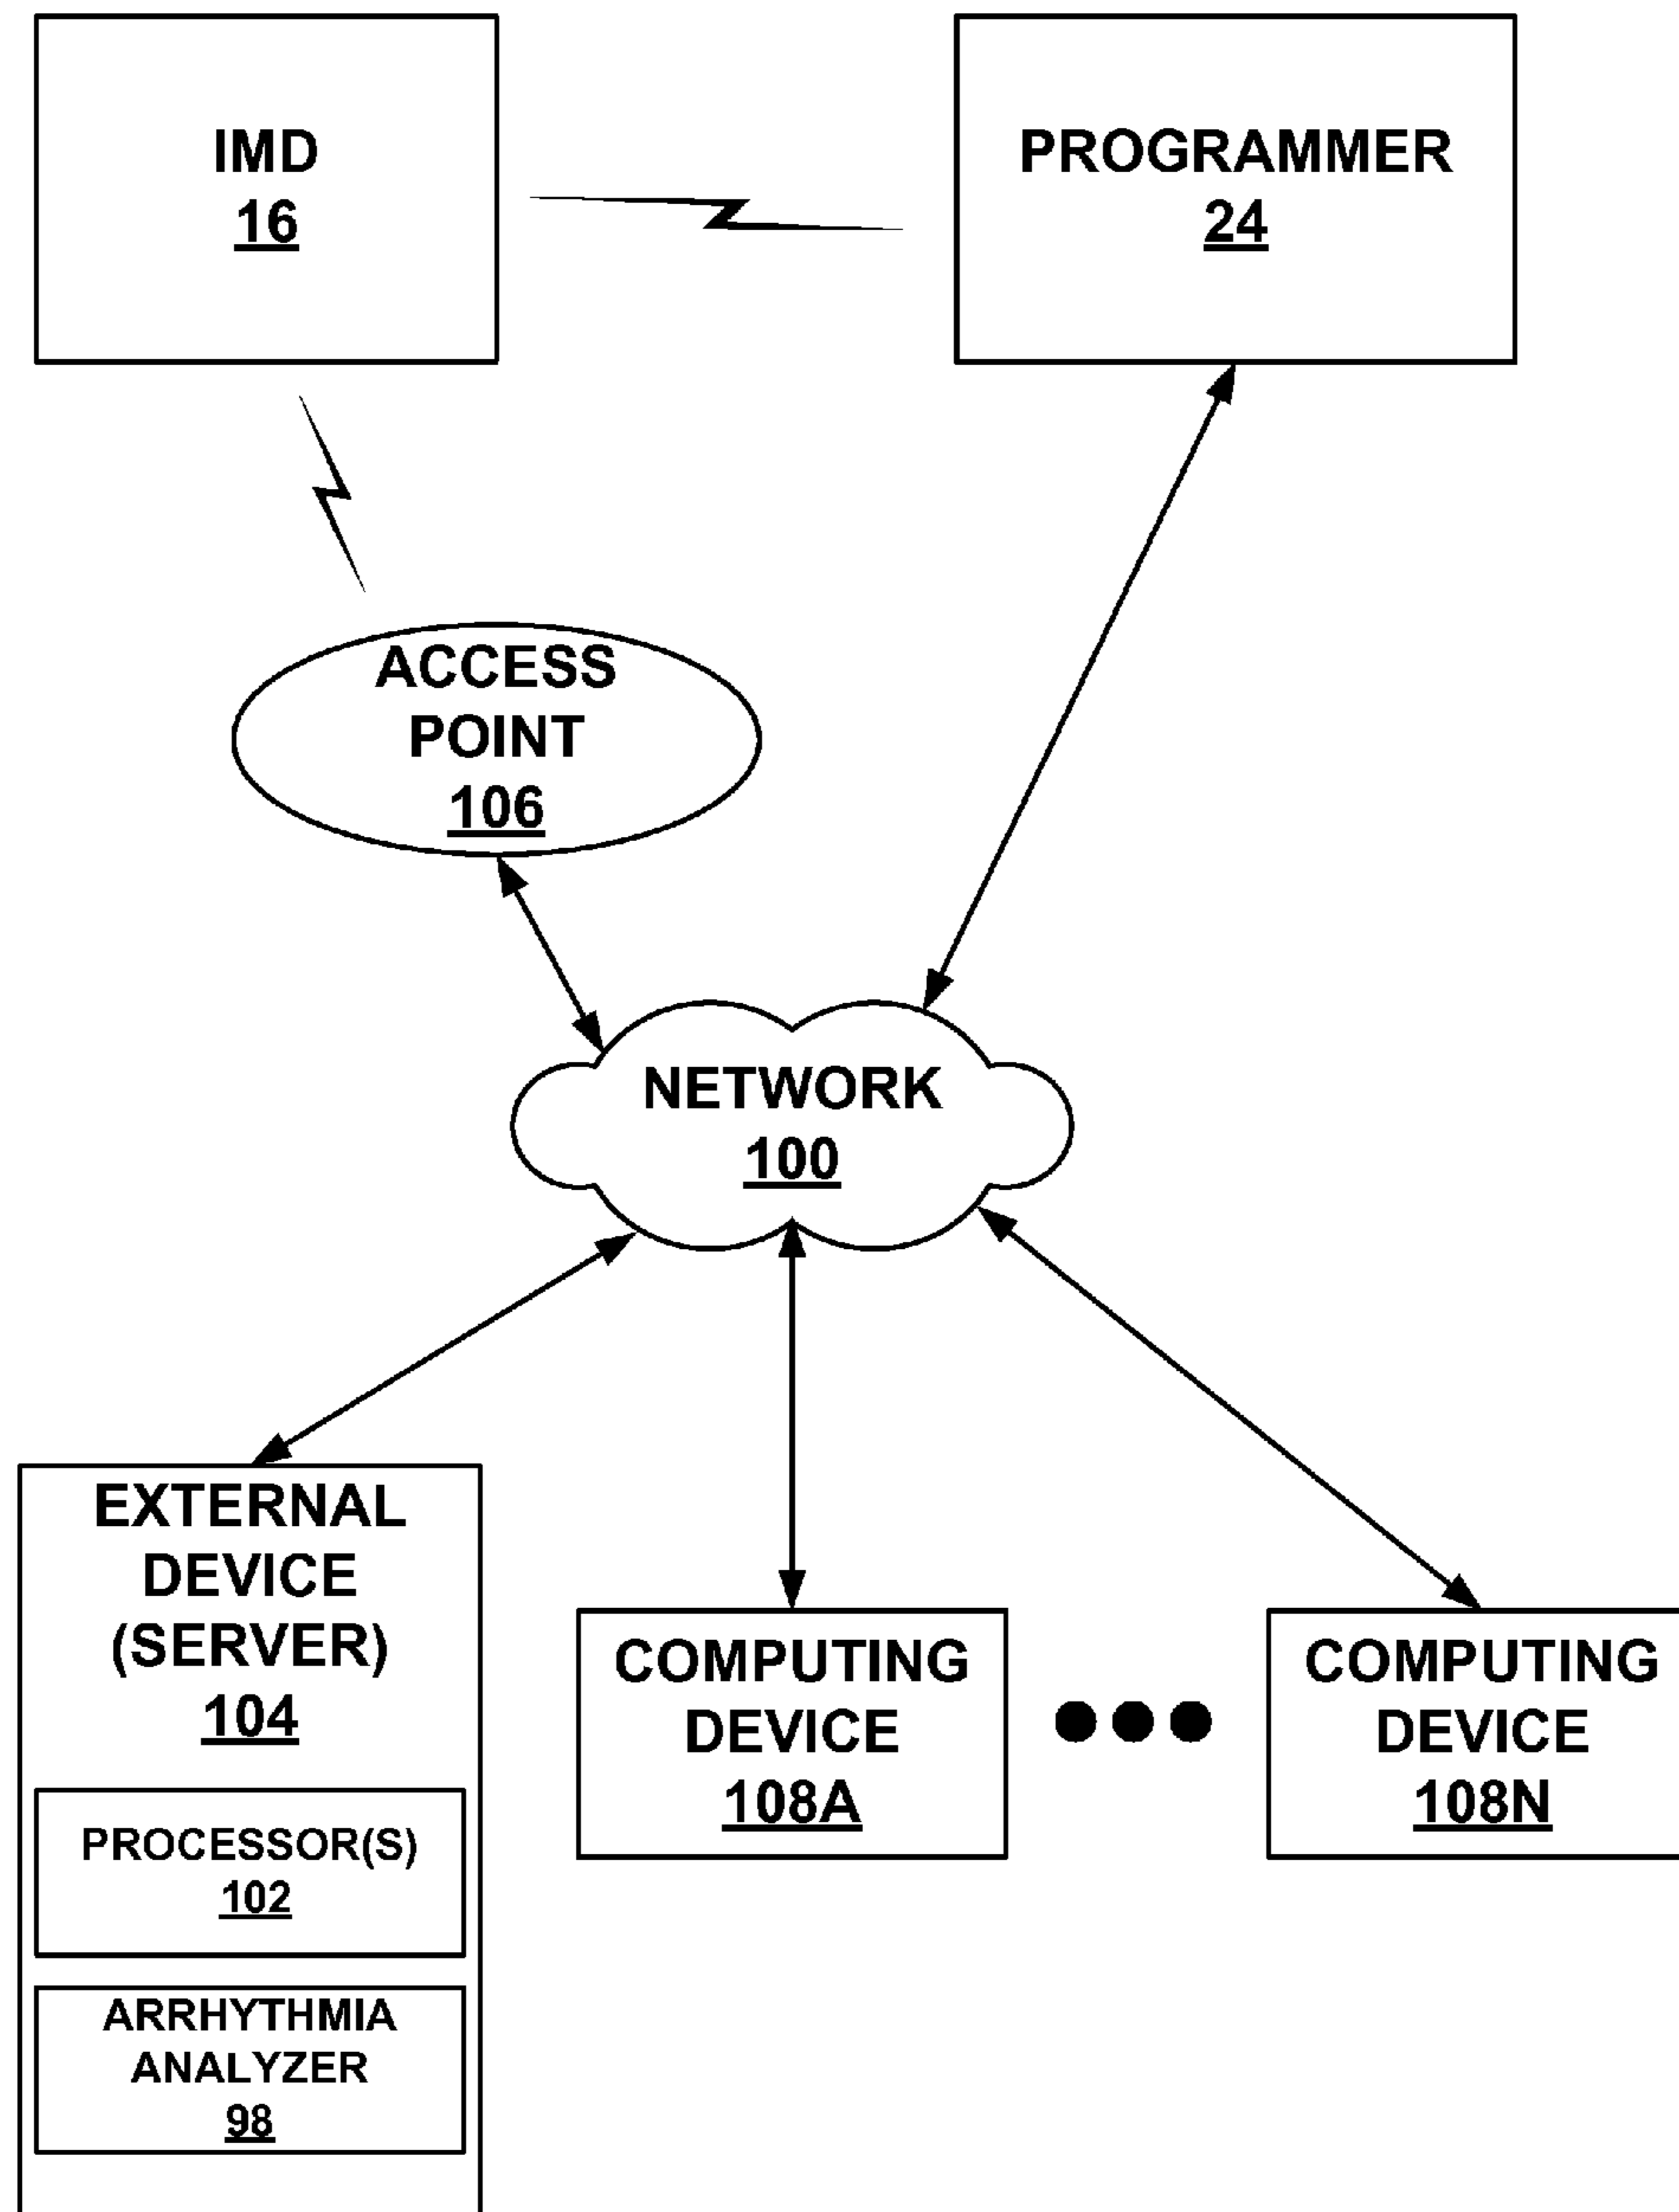 IMD
16
PROGRAMMER
24
ACCESS
POINT
106
NETWORK
100
EXTERNAL
DEVICE
(SERVER)
104
PROCESSOR(S)
102
ARRHYTHMIA
ANALYZER
98
COMPUTING
DEVICE
108A
COMPUTING
DEVICE
108N